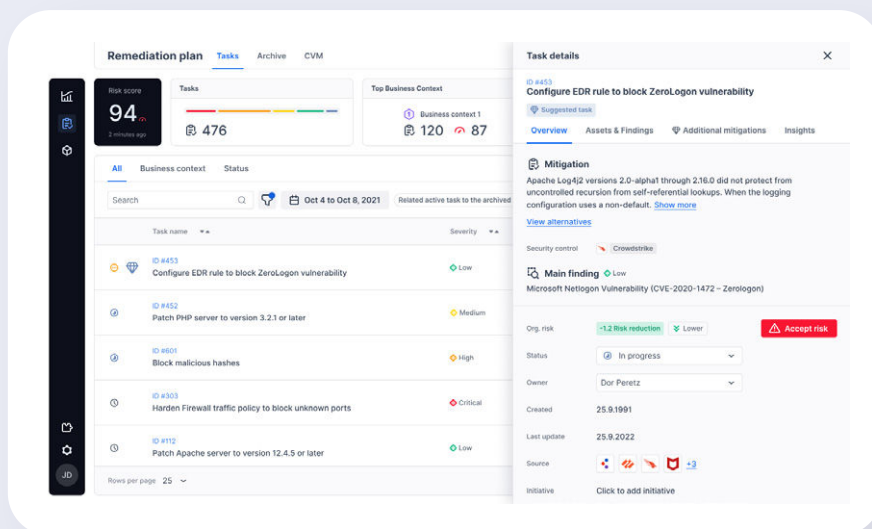 Remediation plan Tasks Archive CVM
Risk score
94
2 minutes ago
Tasks
476
Top Business Context
Business context 1
120 87
All Business context Status
Search
Oct 4 to Oct 8, 2021
Related active task to the archived
Task name Severity
ID #453
Configure EDR rule to block ZeroLogon vulnerability
Low
ID #452
Patch PHP server to version 3.2.1 or later
Medium
ID #601
Block malicious hashes
High
ID #303
Harden Firewall traffic policy to block unknown ports
Critical
ID #112
Patch Apache server to version 12.4.5 or later
Low
Rows per page 25
JD
Task details
ID #453
Configure EDR rule to block ZeroLogon vulnerability
Suggested task
Overview Assets & Findings Additional mitigations Insights
Mitigation
Apache Log4j2 versions 2.0-alpha1 through 2.16.0 did not protect from
uncontrolled recursion from self-referential lookups. When the logging
configuration uses a non-default. Show more
View alternatives
Security control Crowdstrike
Main finding Low
Microsoft Netlogon Vulnerability (CVE-2020-1472 – Zerologon)
Org. risk -1.2 Risk reduction Lower Accept risk
Status In progress
Owner Dor Peretz
Created 25.9.1991
Last update 25.9.2022
Source +3
Initiative Click to add initiative